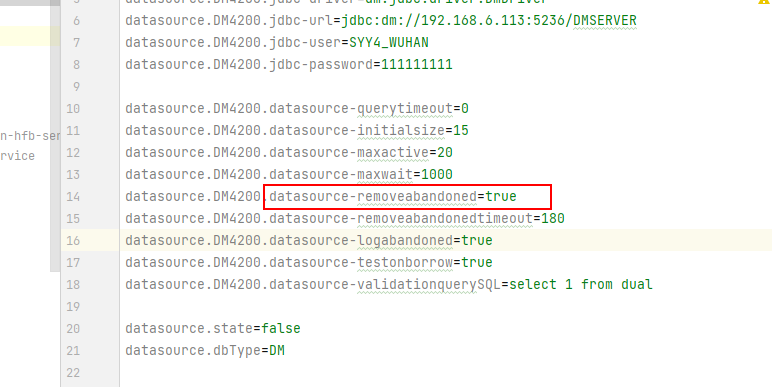 5 datasource.DM4200.jdbc-driver=dm.jdbc.driver.DmDriver
6 datasource.DM4200.jdbc-url=jdbc:dm://192.168.6.113:5236/DMSERVER
7 datasource.DM4200.jdbc-user=SYY4_WUHAN
8 datasource.DM4200.jdbc-password=111111111
9
10 datasource.DM4200.datasource-querytimeout=0
n-hfb-ser
11 datasource.DM4200.datasource-initialsize=15
rvice
12 datasource.DM4200.datasource-maxactive=20
13 datasource.DM4200.datasource-maxwait=1000
14 datasource.DM4200.datasource-removeabandoned=true
15 datasource.DM4200.datasource-removeabandonedtimeout=180
16 datasource.DM4200.datasource-logabandoned=true
17 datasource.DM4200.datasource-testonborrow=true
18 datasource.DM4200.datasource-validationquerySQL=select 1 from dual
19
20 datasource.state=false
21 datasource.dbType=DM
22